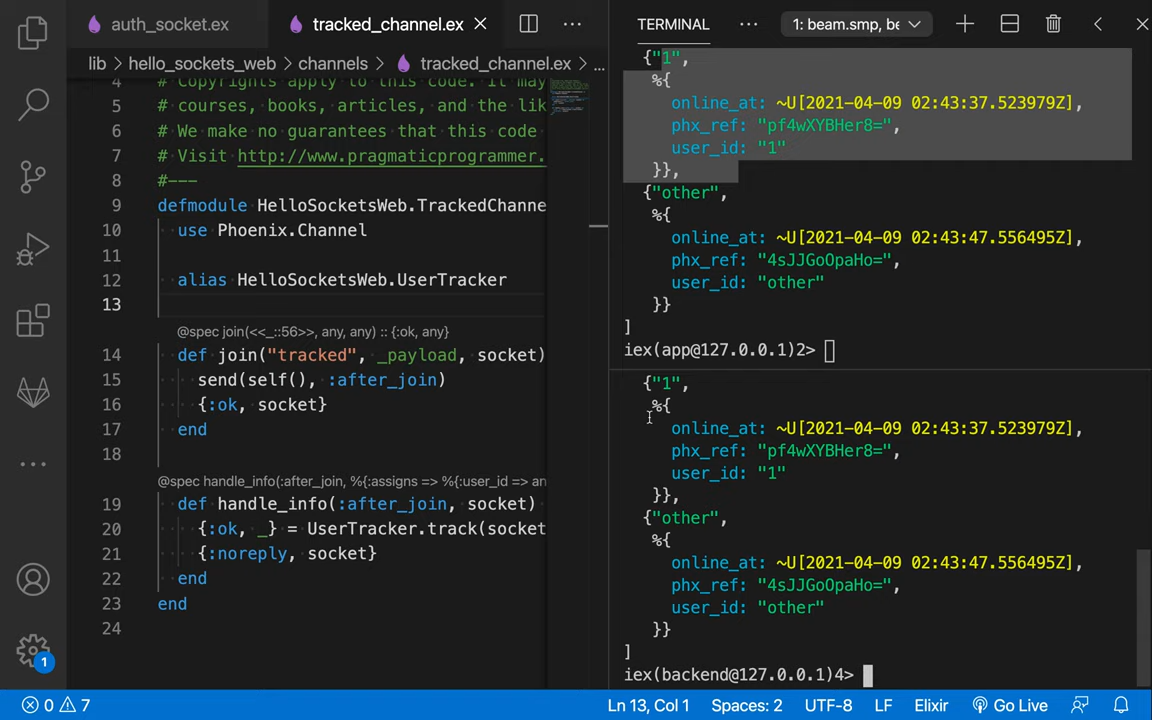 auth_socket.ex
tracked_channel.ex
lib > hello_sockets_web > channels > tracked_channel.ex > ...
4 # Copyrights apply to this code. It may
5 # courses, books, articles, and the lik
6 # We make no guarantees that this code
7 # Visit http://www.pragmaticprogrammer.
8 #---
9 defmodule HelloSocketsWeb.TrackedChanne
10 use Phoenix.Channel
11
12 alias HelloSocketsWeb.UserTracker
13
@spec join(<<_::56>>, any, any) :: {:ok, any}
14 def join("tracked", _payload, socket)
15 send(self(), :after_join)
16 {:ok, socket}
17 end
18
@spec handle_info(:after_join, %{:assigns => %{:user_id => an
19 def handle_info(:after_join, socket)
20 {:ok, _} = UserTracker.track(socket
21 {:noreply, socket}
22 end
23 end
24
TERMINAL ... 1: beam.smp, be
{"1",
%{
online_at: ~U[2021-04-09 02:43:37.523979Z],
phx_ref: "pf4wXYBHer8=",
user_id: "1"
}},
{"other",
%{
online_at: ~U[2021-04-09 02:43:47.556495Z],
phx_ref: "4sJJGoOpaHo=",
user_id: "other"
}}
]
iex(app@127.0.0.1)2>
{"1",
%{
online_at: ~U[2021-04-09 02:43:37.523979Z],
phx_ref: "pf4wXYBHer8=",
user_id: "1"
}},
{"other",
%{
online_at: ~U[2021-04-09 02:43:47.556495Z],
phx_ref: "4sJJGoOpaHo=",
user_id: "other"
}}
]
iex(backend@127.0.0.1)4>
1
0 7 Ln 13, Col 1 Spaces: 2 UTF-8 LF Elixir Go Live